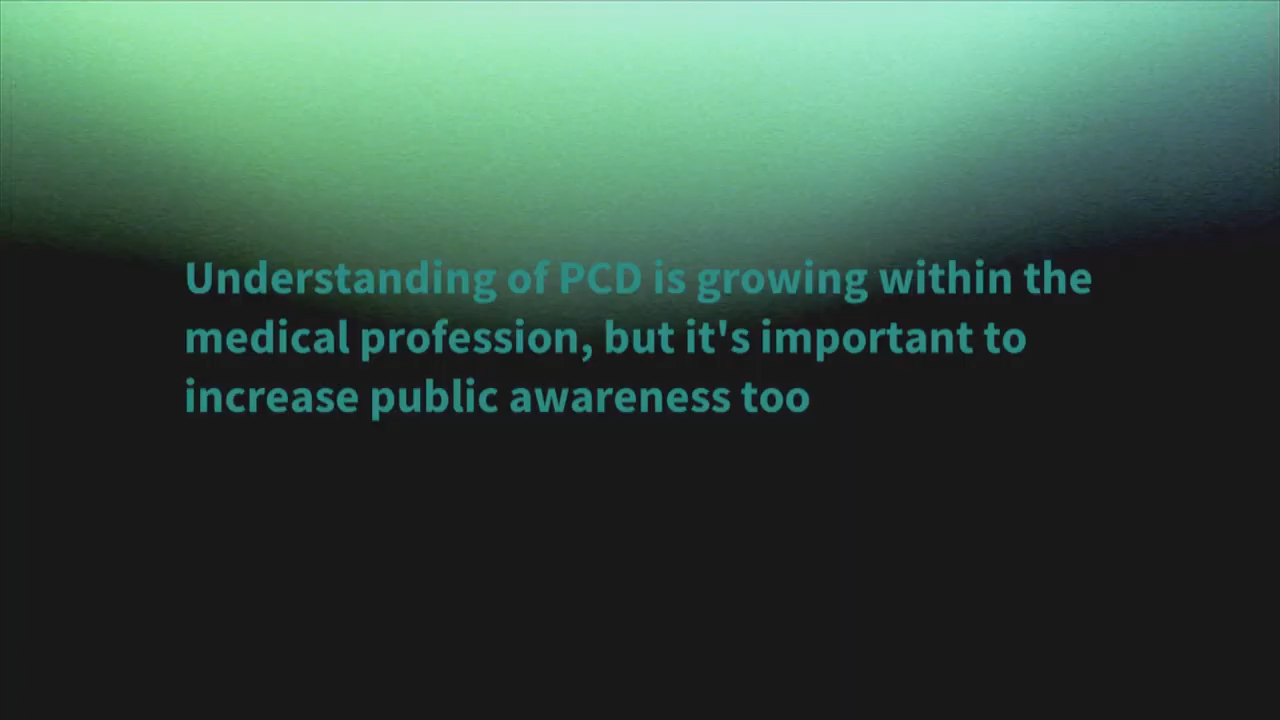 Understanding of PCD is growing within the
medical profession, but it's important to
increase public awareness too